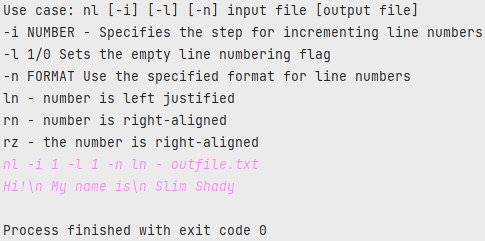 Use case: nl [-i] [-l] [-n] input file [output file]
-i NUMBER - Specifies the step for incrementing line numbers
-l 1/0 Sets the empty line numbering flag
-n FORMAT Use the specified format for line numbers
ln - number is left justified
rn - number is right-aligned
rz - the number is right-aligned
nl -i 1 -l 1 -n ln - outfile.txt
Hi!\n My name is\n Slim Shady
Process finished with exit code 0